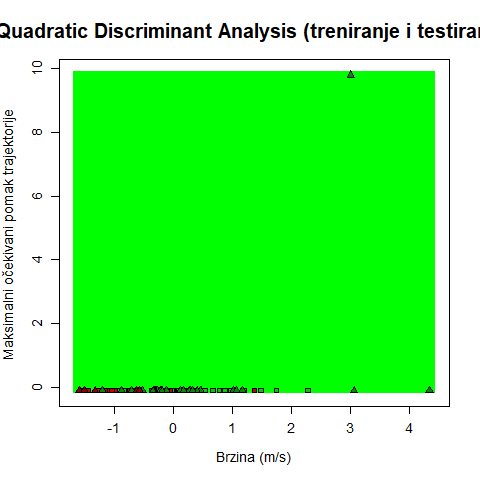 Quadratic Discriminant Analysis (treniranje i testiran
Maksimalni očekivani pomak trajektorije
10
8
6
4
2
0
-1 0 1 2 3 4
Brzina (m/s)